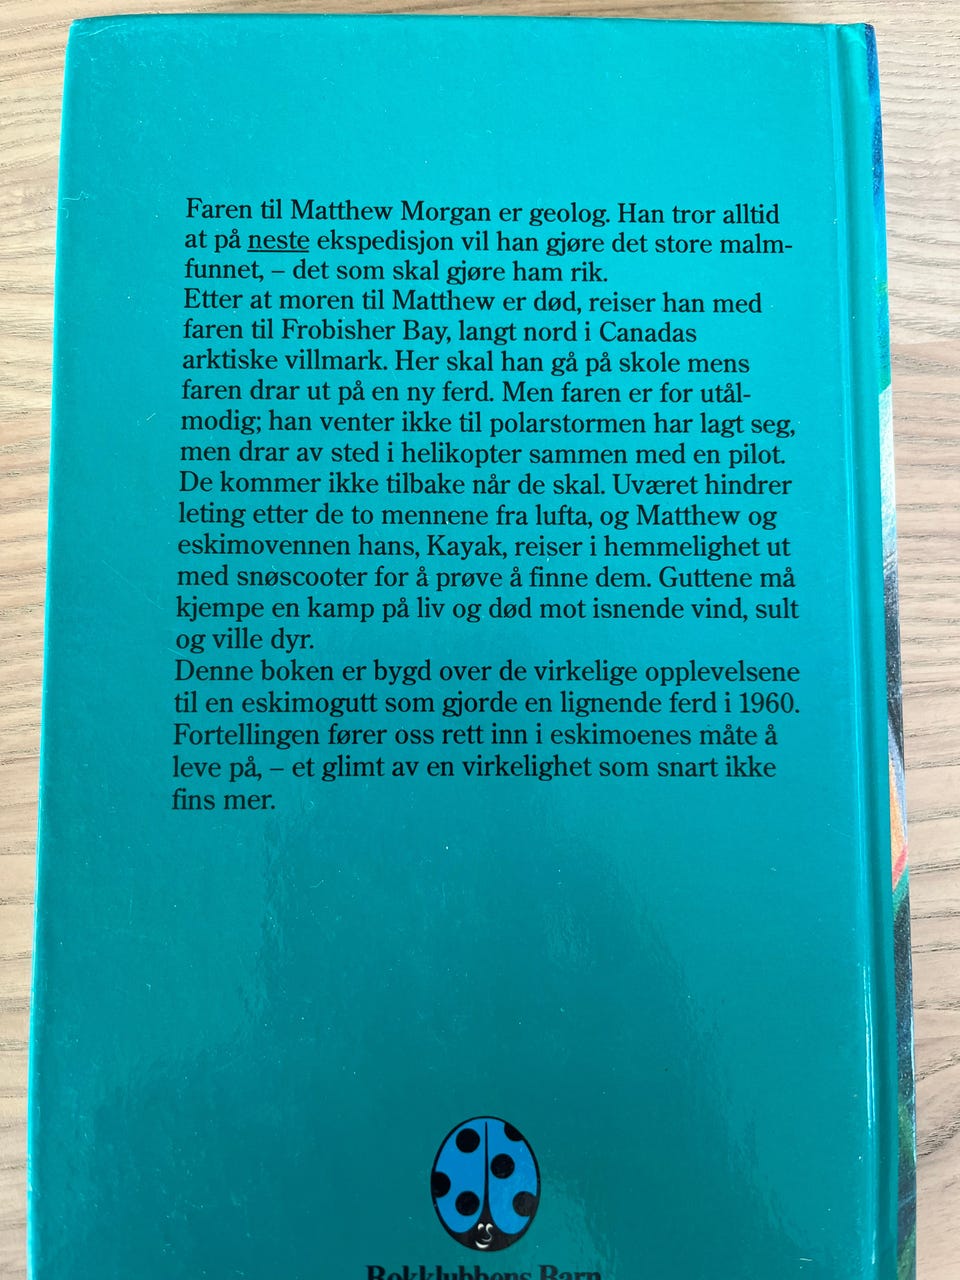 Faren til Matthew Morgan er geolog. Han tror alltid
at på neste ekspedisjon vil han gjøre det store malm-
funnet, – det som skal gjøre ham rik.
Etter at moren til Matthew er død, reiser han med
faren til Frobisher Bay, langt nord i Canadas
arktiske villmark. Her skal han gå på skole mens
faren drar ut på en ny ferd. Men faren er for utål-
modig; han venter ikke til polarstormen har lagt seg,
men drar av sted i helikopter sammen med en pilot.
De kommer ikke tilbake når de skal. Uværet hindrer
leting etter de to mennene fra lufta, og Matthew og
eskimovennen hans, Kayak, reiser i hemmelighet ut
med snøscooter for å prøve å finne dem. Guttene må
kjempe en kamp på liv og død mot isnende vind, sult
og ville dyr.
Denne boken er bygd over de virkelige opplevelsene
til en eskimogutt som gjorde en lignende ferd i 1960.
Fortellingen fører oss rett inn i eskimoenes måte å
leve på, – et glimt av en virkelighet som snart ikke
fins mer.
Bokklubbens Barn